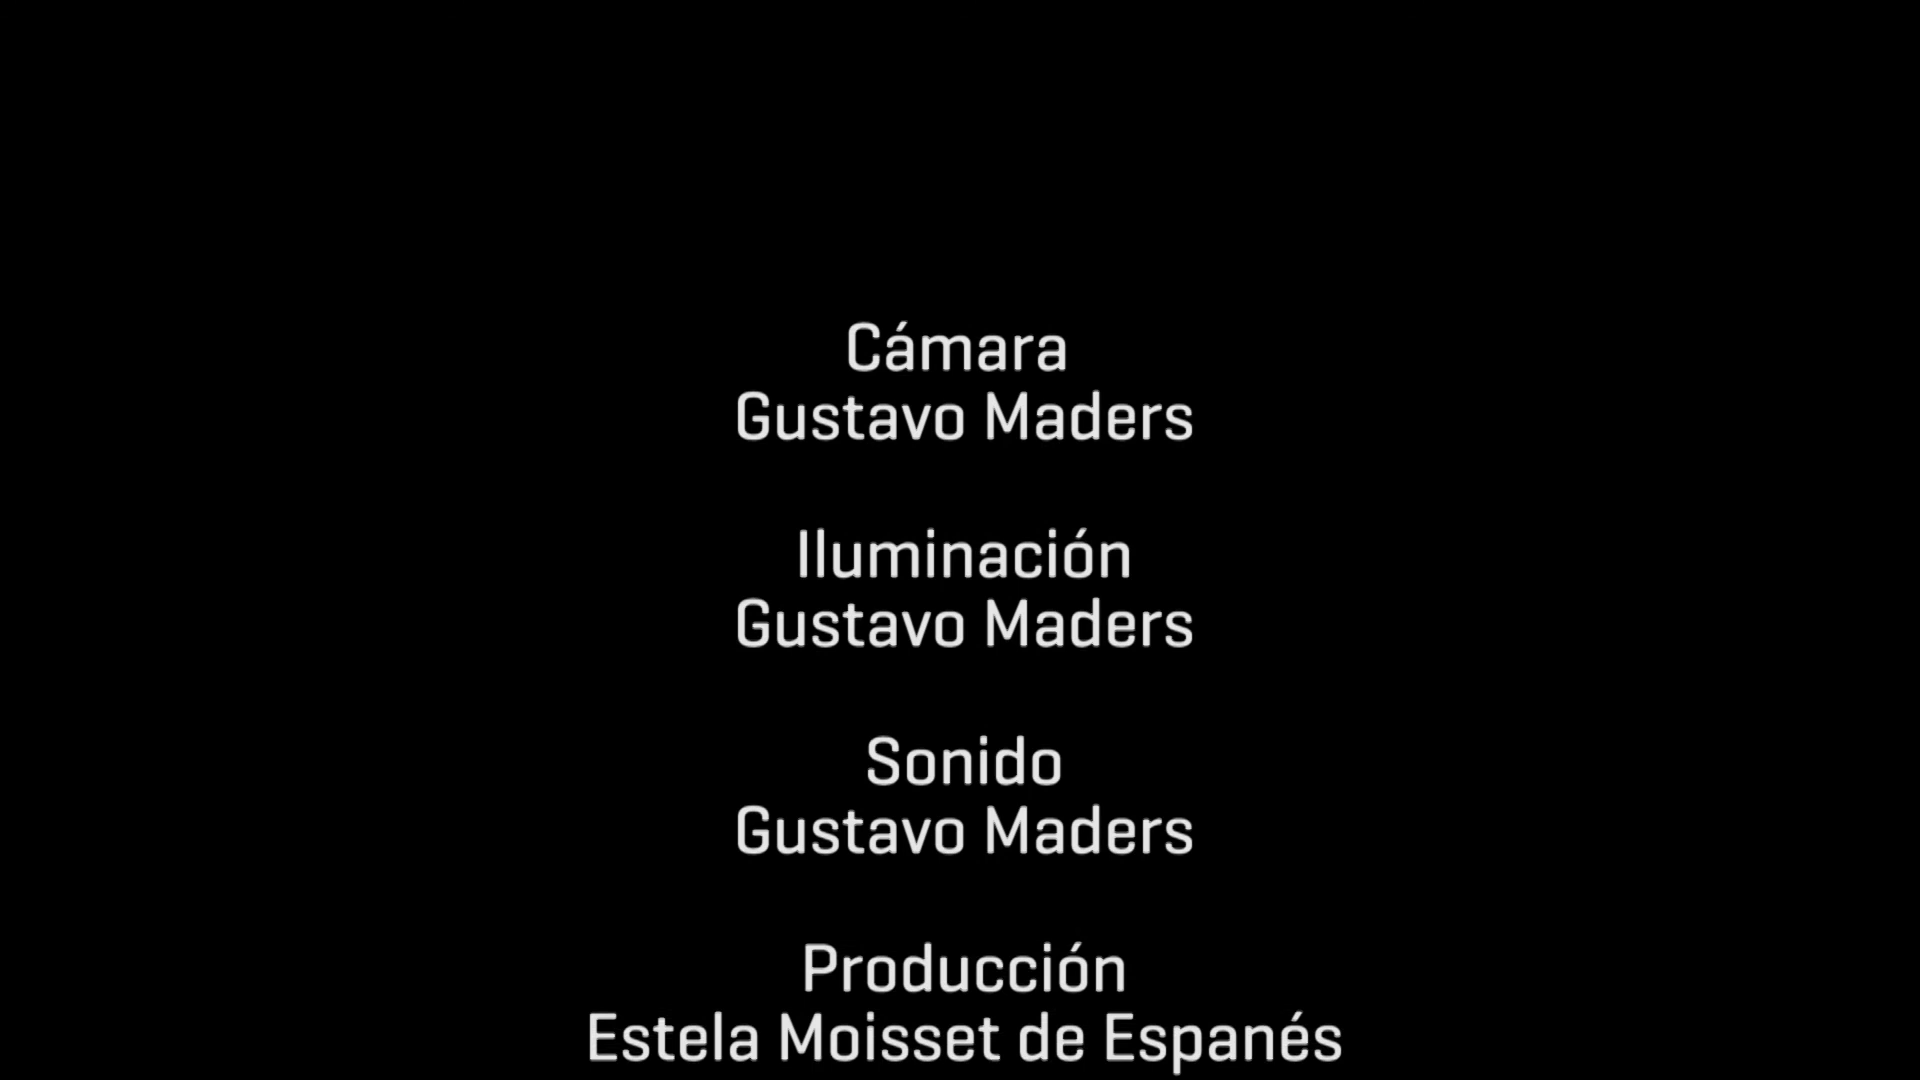 Cámara
Gustavo Maders
Iluminación
Gustavo Maders
Sonido
Gustavo Maders
Producción
Estela Moisset de Espanés